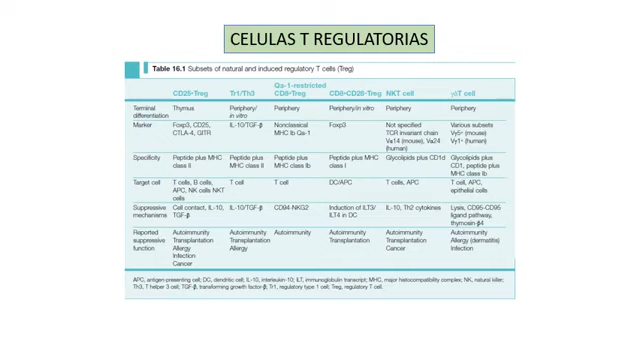 CELULAS T REGULATORIAS
Table 16.1 Subsets of natural and induced regulatory T cells (Treg)
CD25+Treg Tr1/Th3 Qa-1-restricted CD8+Treg CD8+CD28-Treg NKT cell γδT cell
Terminal differentiation Thymus Periphery/ in vitro Periphery Periphery/in vitro Periphery Periphery
Marker Foxp3, CD25, CTLA-4, GITR IL-10/TGF-β Nonclassical MHC Ib Qa-1 Foxp3 Not specified TCR invariant chain Vα14 (mouse), Vα24 (human) Various subsets Vγ5+ (mouse) Vγ1+ (human)
Specificity Peptide plus MHC class II Peptide plus MHC class II Peptide plus MHC class Ib Peptide plus MHC class I Glycolipids plus CD1d Glycolipids plus CD1, peptide plus MHC class Ib
Target cell T cells, B cells, APC, NK cells NKT cells T cell T cell DC/APC T cells, APC T cell, APC, epithelial cells
Suppressive mechanisms Cell contact, IL-10, TGF-β IL-10/TGF-β CD94-NKG2 Induction of ILT3/ ILT4 in DC IL-10, Th2 cytokines Lysis, CD95-CD95 ligand pathway, thymosin-β4
Reported suppressive function Autoimmunity Transplantation Allergy Infection Cancer Autoimmunity Transplantation Allergy Autoimmunity Autoimmunity Transplantation Autoimmunity Transplantation Cancer Autoimmunity Allergy (dermatitis) Infection
APC, antigen-presenting cell; DC, dendritic cell; IL-10, interleukin-10; ILT, immunoglobulin transcript; MHC, major histocompatibility complex; NK, natural killer;
Th3, T helper 3 cell; TGF-β, transforming growth factor-β; Tr1, regulatory type 1 cell; Treg, regulatory T cell.